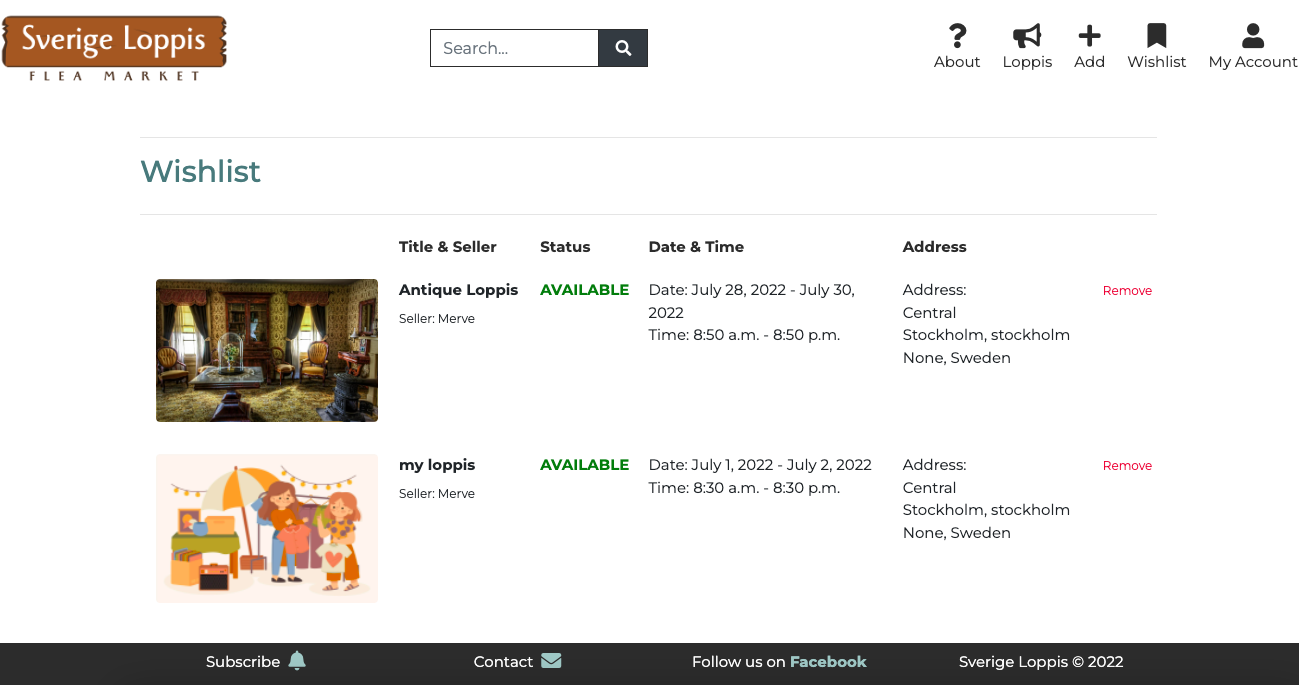 Sverige Loppis
FLEA MARKET
Search...
About
Loppis
Add
Wishlist
My Account
Wishlist
Title & Seller
Status
Date & Time
Address
Antique Loppis
Seller: Merve
AVAILABLE
Date: July 28, 2022 - July 30,
2022
Time: 8:50 a.m. - 8:50 p.m.
Address:
Central
Stockholm, stockholm
None, Sweden
Remove
my loppis
Seller: Merve
AVAILABLE
Date: July 1, 2022 - July 2, 2022
Time: 8:30 a.m. - 8:30 p.m.
Address:
Central
Stockholm, stockholm
None, Sweden
Remove
Subscribe
Contact
Follow us on Facebook
Sverige Loppis © 2022